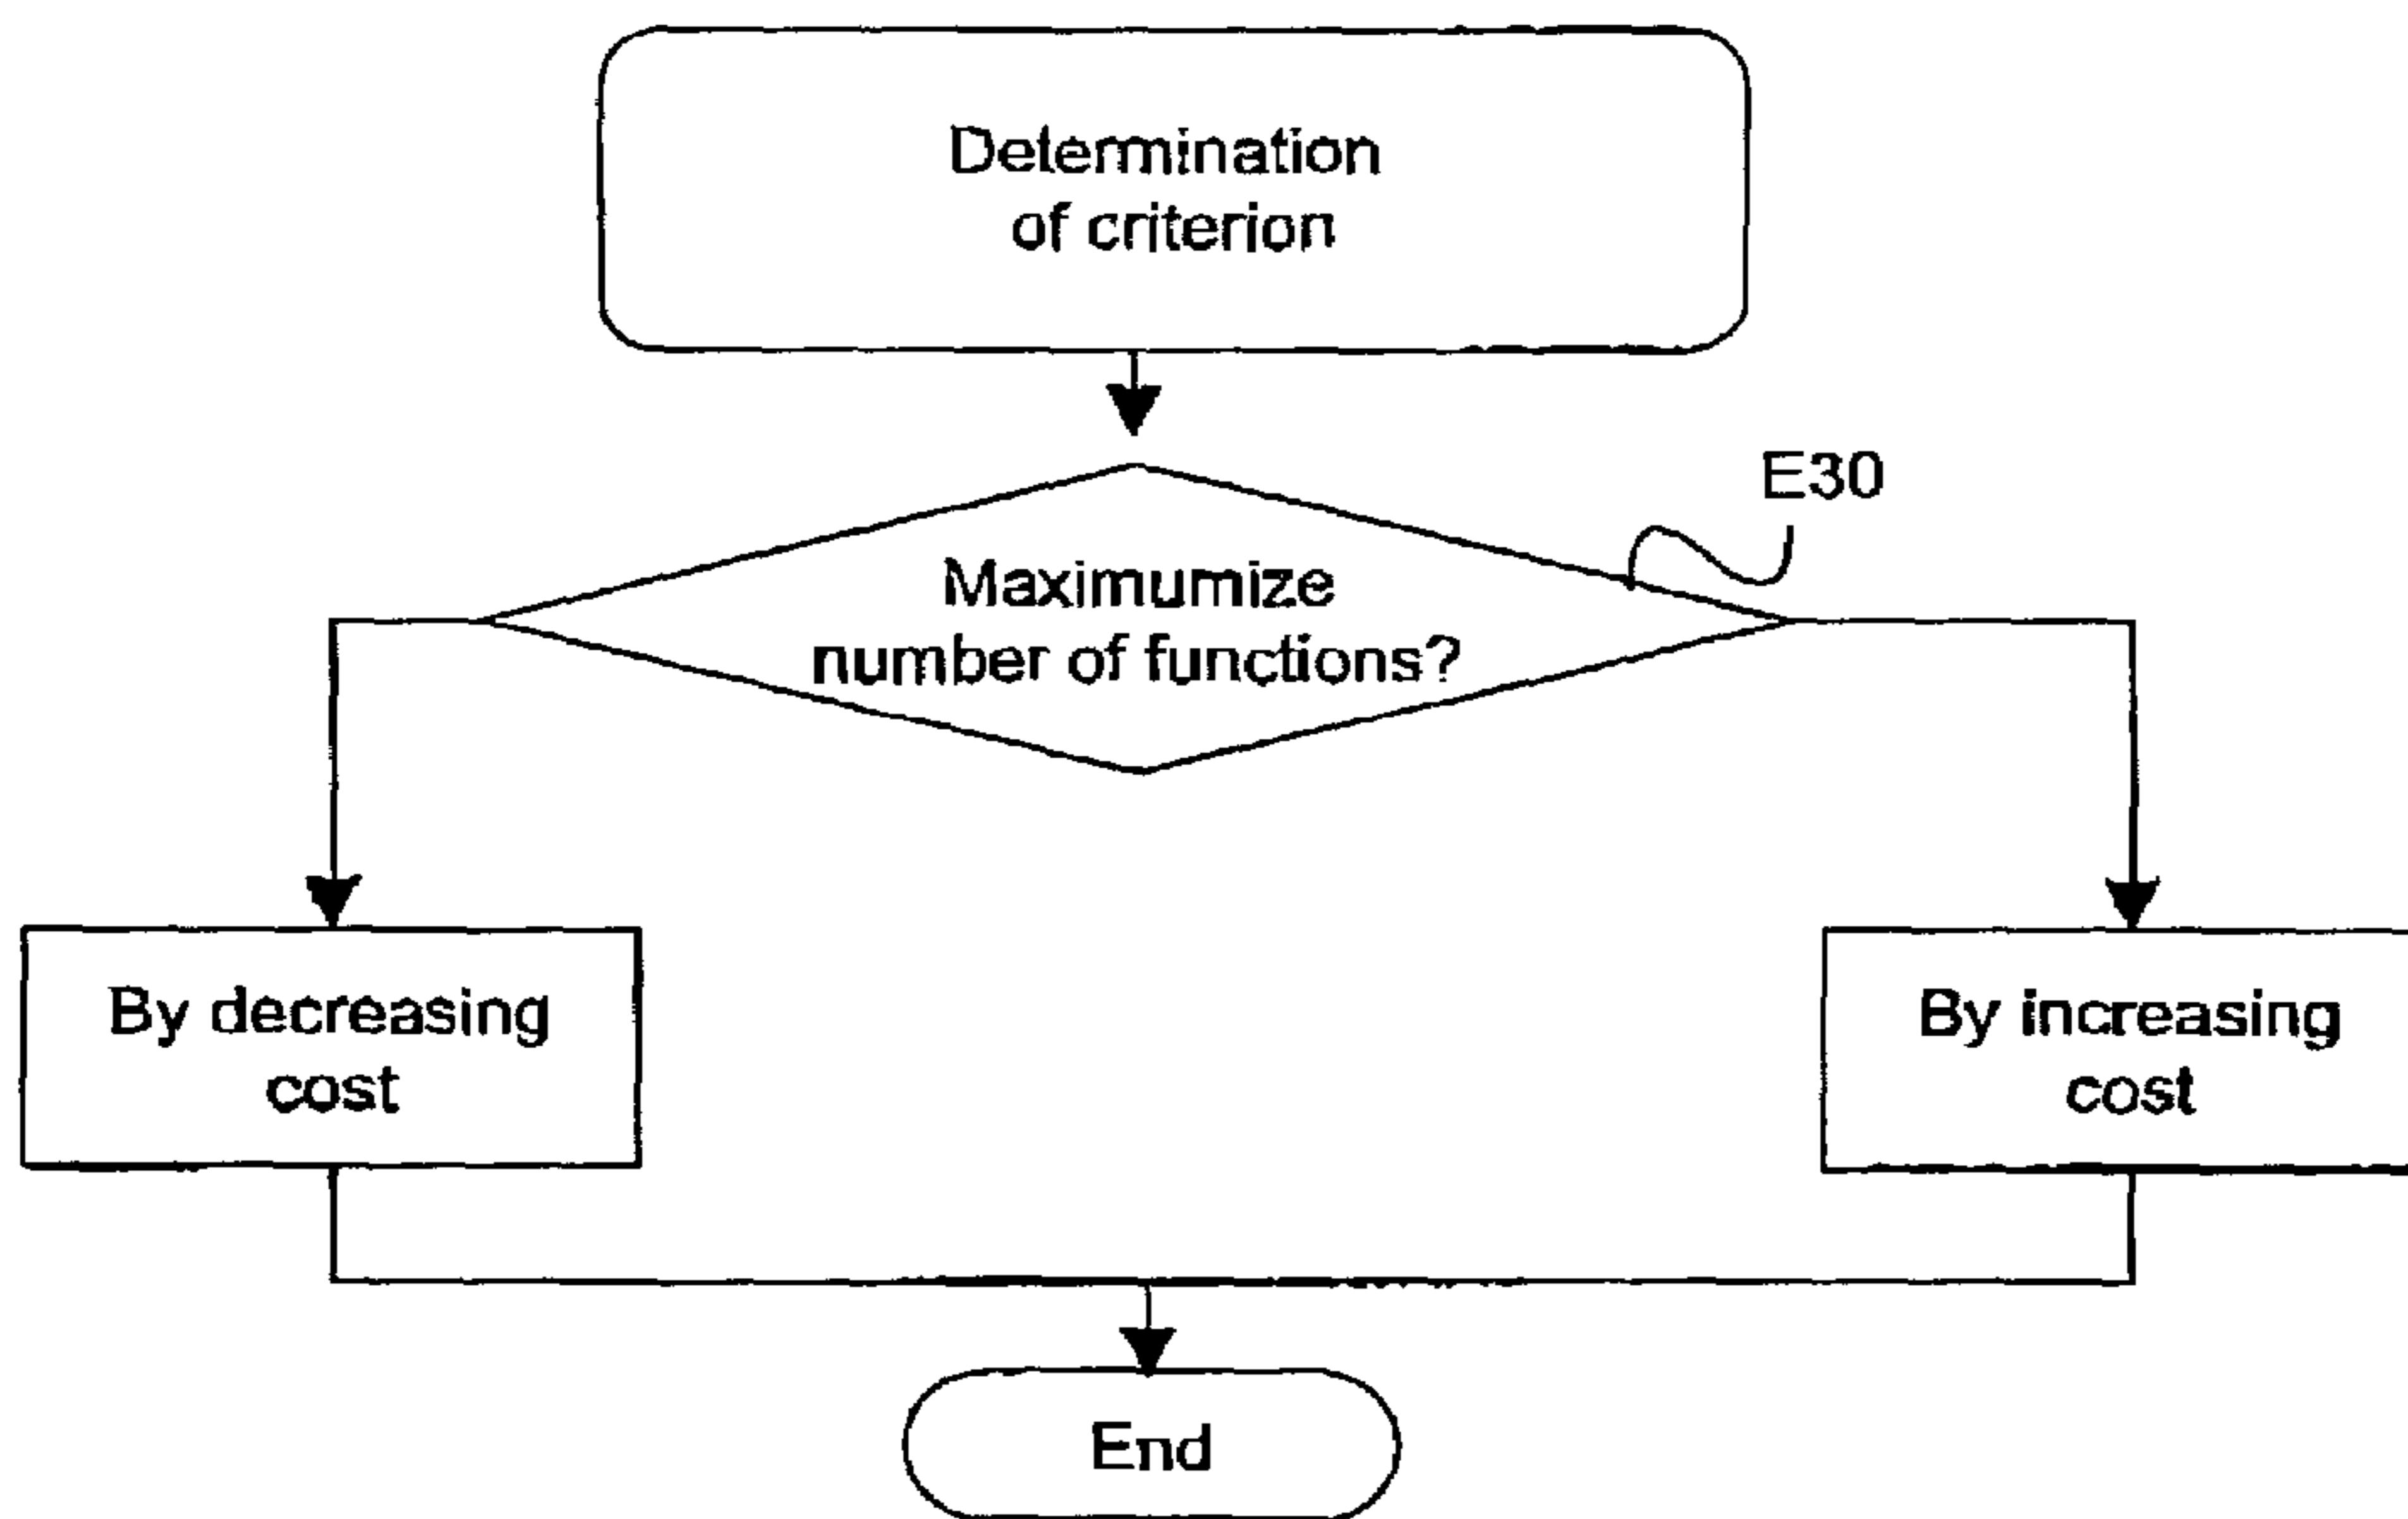 Determination
of criterion
E30
Maximumize
number of functions?
By decreasing
cost
By increasing
cost
End